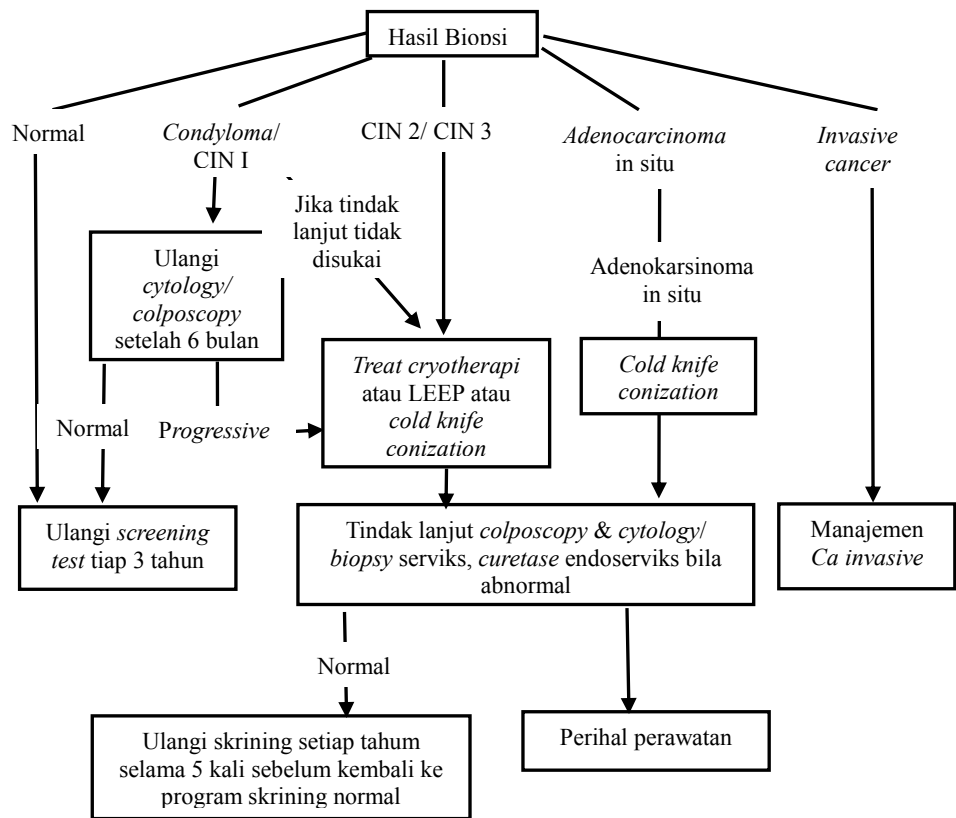 Hasil Biopsi
Normal
Condyloma/
CIN I
CIN 2/ CIN 3
Adenocarcinoma
in situ
Invasive
cancer
Jika tindak
lanjut tidak
disukai
Ulangi
cytology/
colposcopy
setelah 6 bulan
Adenokarsinoma
in situ
Treat cryotherapi
atau LEEP atau
cold knife
conization
Cold knife
conization
Normal
Progressive
Ulangi screening
test tiap 3 tahun
Tindak lanjut colposcopy & cytology/
biopsy serviks, curetase endoserviks bila
abnormal
Manajemen
Ca invasive
Normal
Ulangi skrining setiap tahum
selama 5 kali sebelum kembali ke
program skrining normal
Perihal perawatan